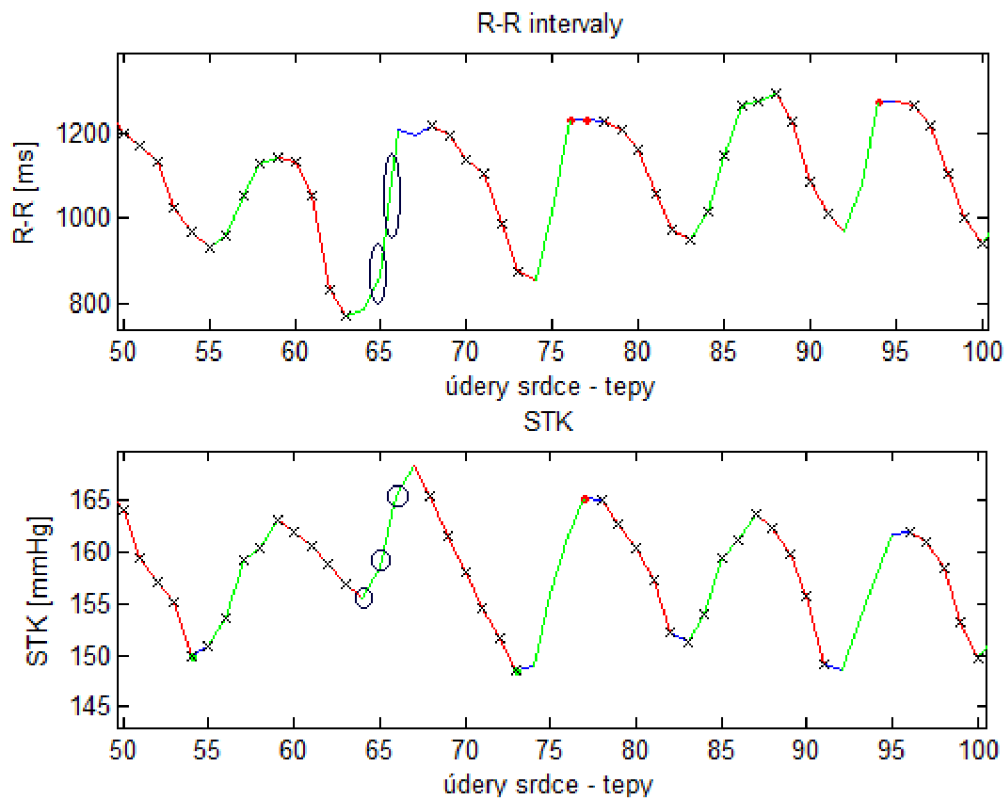 R-R intervaly
R-R [ms]
1200
1000
800
50 55 60 65 70 75 80 85 90 95 100
údery srdce - tepy
STK
STK [mmHg]
165
160
155
150
145
50 55 60 65 70 75 80 85 90 95 100
údery srdce - tepy